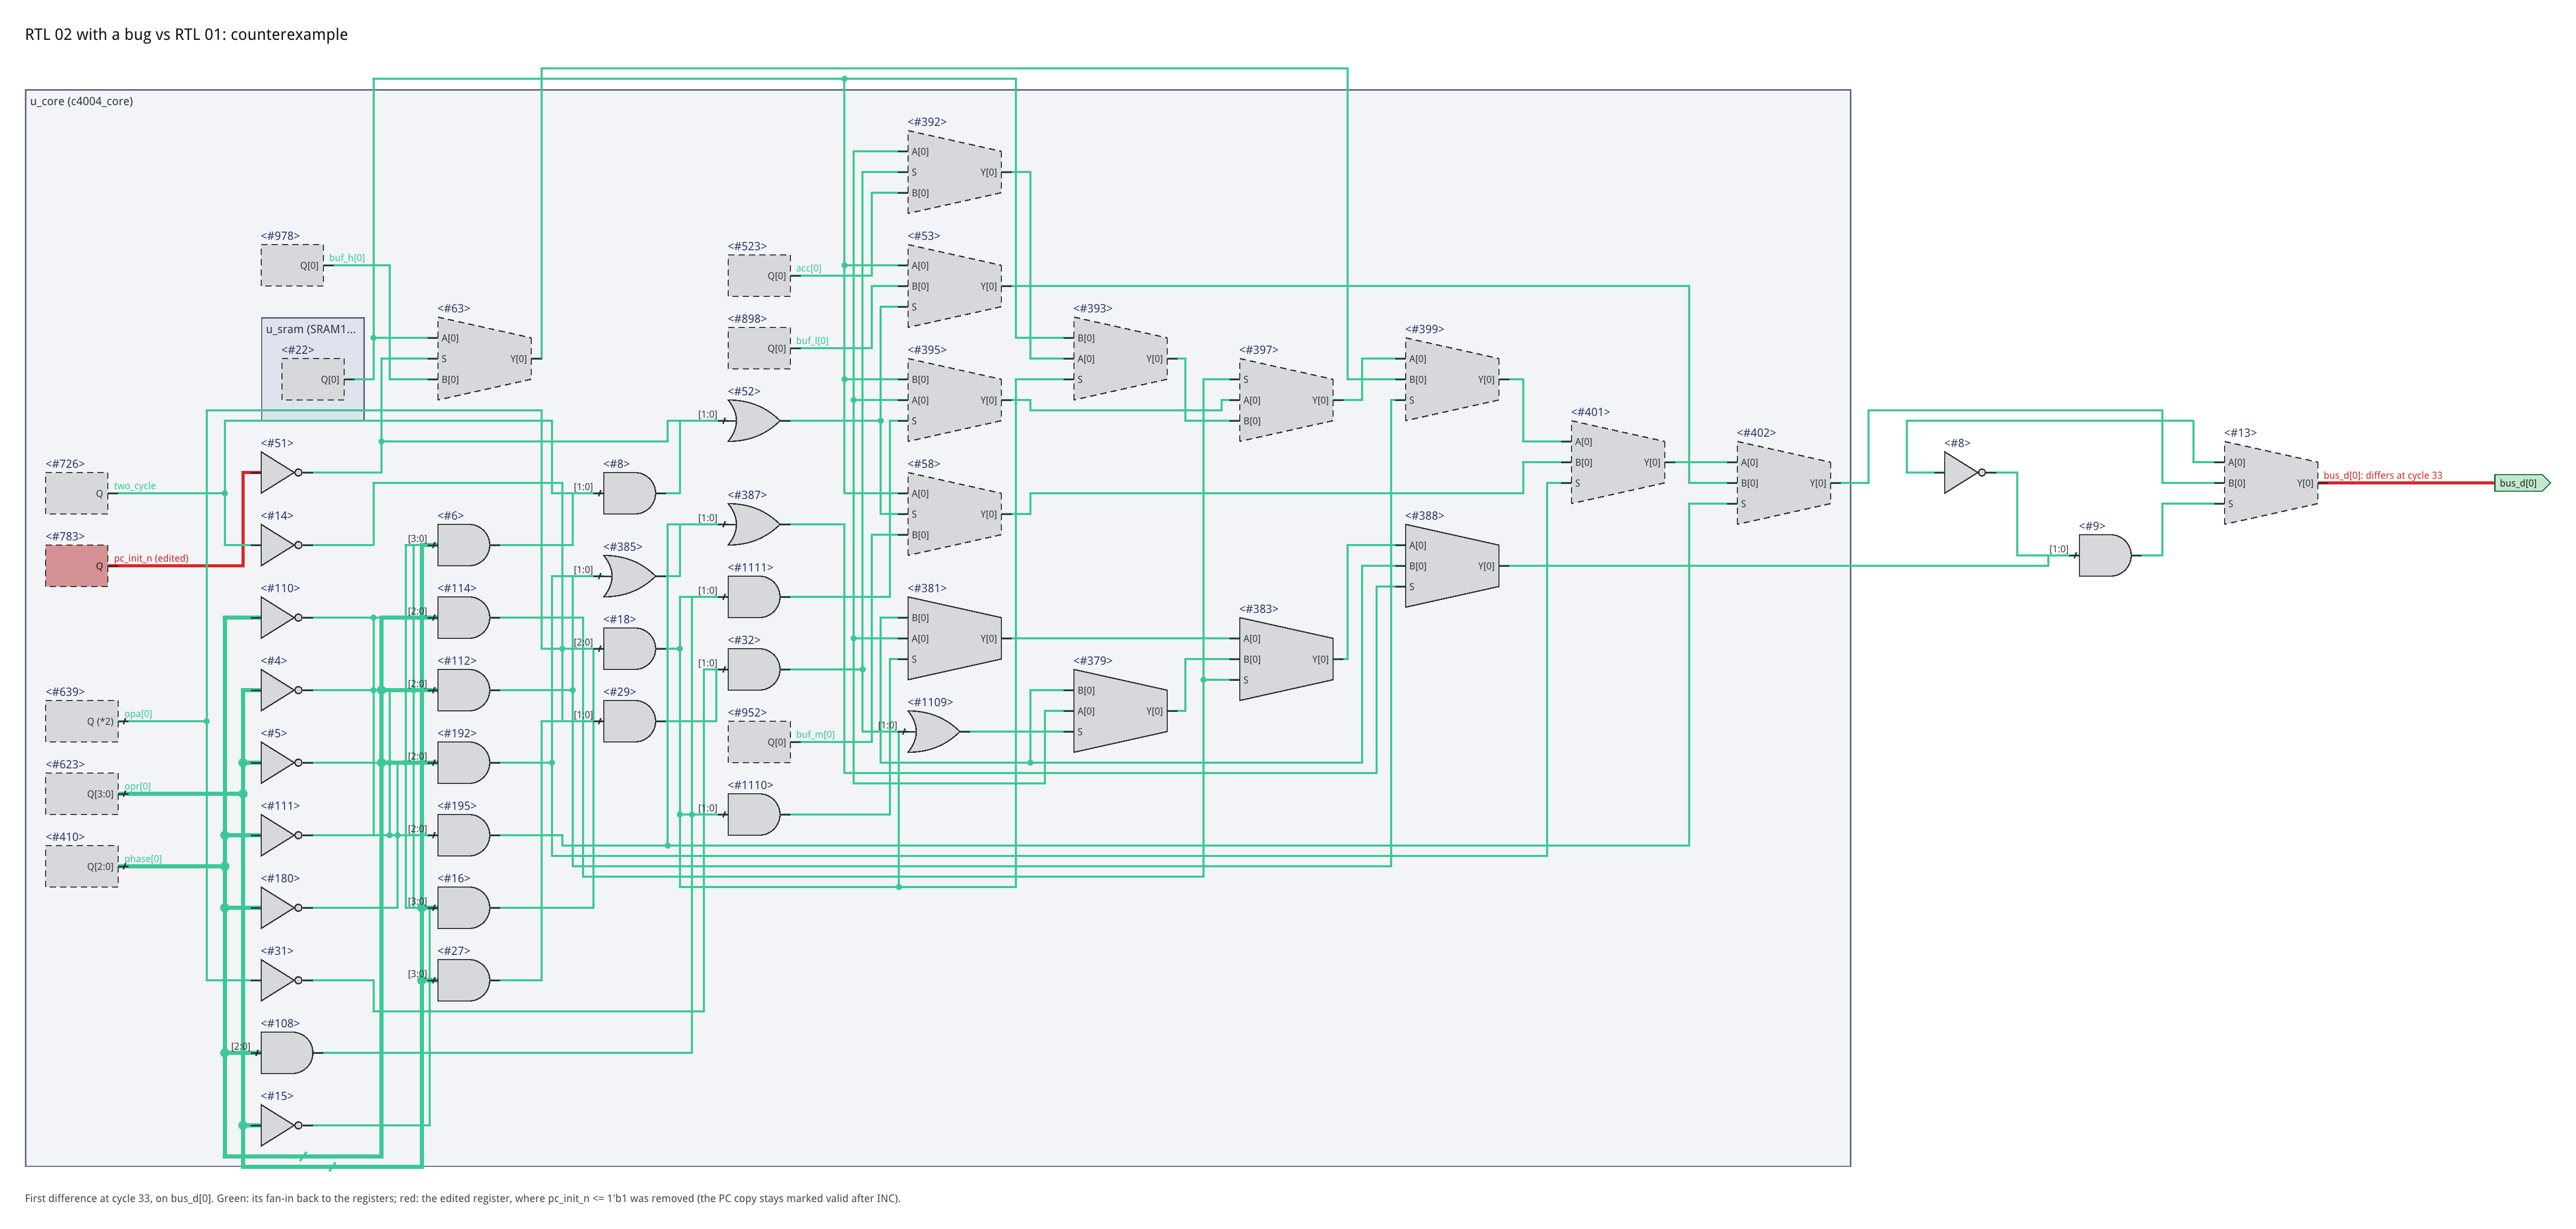 RTL 02 with a bug vs RTL 01: counterexample
u_core (c4004_core)
<#392>
A[0]
S
Y[0]
B[0]
<#978>
Q[0]
buf_h[0]
<#523>
Q[0]
acc[0]
<#53>
A[0]
B[0]
Y[0]
S
<#63>
A[0]
S
Y[0]
B[0]
u_sram (SRAM1...
<#22>
Q[0]
<#898>
Q[0]
buf_l[0]
<#393>
B[0]
A[0]
Y[0]
S
<#399>
A[0]
B[0]
Y[0]
S
<#395>
B[0]
A[0]
Y[0]
S
<#397>
S
A[0]
Y[0]
B[0]
<#52>
[1:0]
<#401>
A[0]
B[0]
Y[0]
S
<#402>
A[0]
B[0]
Y[0]
S
<#8>
<#13>
A[0]
B[0]
Y[0]
S
bus_d[0]: differs at cycle 33
bus_d[0]
<#51>
<#726>
Q
two_cycle
<#8>
[1:0]
<#58>
A[0]
S
Y[0]
B[0]
<#387>
[1:0]
<#14>
<#6>
[3:0]
<#388>
A[0]
B[0]
Y[0]
S
<#9>
[1:0]
<#783>
Q
pc_init_n (edited)
<#385>
[1:0]
<#1111>
[1:0]
<#110>
<#114>
[2:0]
<#381>
B[0]
A[0]
Y[0]
S
<#383>
A[0]
B[0]
Y[0]
S
<#18>
[2:0]
<#32>
[1:0]
<#4>
<#112>
[2:0]
<#379>
B[0]
A[0]
Y[0]
S
<#639>
Q (*2)
opa[0]
<#29>
[1:0]
<#952>
Q[0]
buf_m[0]
<#1109>
[1:0]
<#5>
<#192>
[2:0]
<#623>
Q[3:0]
opr[0]
<#1110>
[1:0]
<#111>
<#195>
[2:0]
<#410>
Q[2:0]
phase[0]
<#180>
<#16>
[3:0]
<#31>
<#27>
[3:0]
<#108>
[2:0]
<#15>
First difference at cycle 33, on bus_d[0]. Green: its fan-in back to the registers; red: the edited register, where pc_init_n <= 1'b1 was removed (the PC copy stays marked valid after INC).